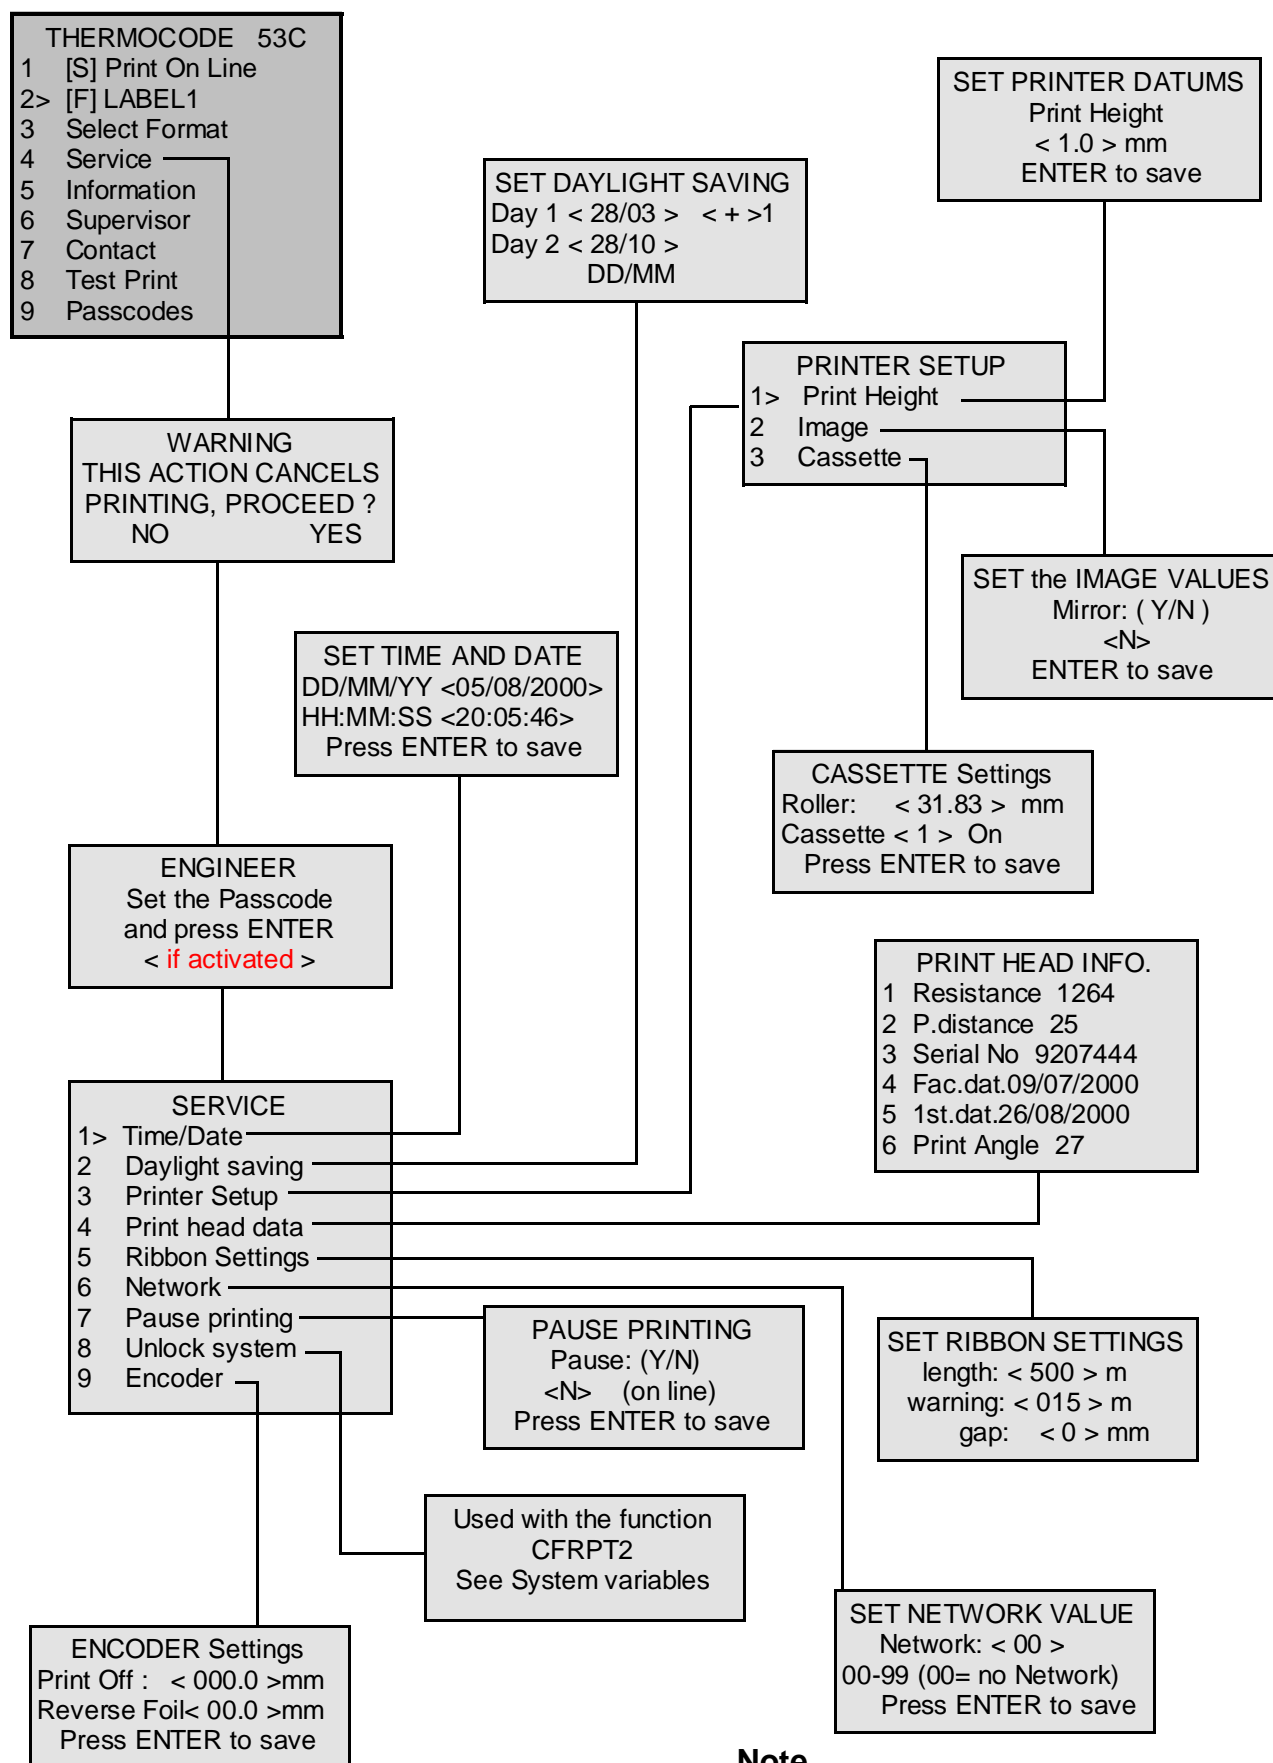 THERMOCODE 53C
1 [S] Print On Line
2> [F] LABEL1
3 Select Format
4 Service
5 Information
6 Supervisor
7 Contact
8 Test Print
9 Passcodes
SET PRINTER DATUMS
Print Height
< 1.0 > mm
ENTER to save
SET DAYLIGHT SAVING
Day 1 < 28/03 > < + >1
Day 2 < 28/10 >
DD/MM
PRINTER SETUP
1> Print Height
2 Image
3 Cassette
WARNING
THIS ACTION CANCELS
PRINTING, PROCEED ?
NO YES
SET the IMAGE VALUES
Mirror: ( Y/N )
<N>
ENTER to save
SET TIME AND DATE
DD/MM/YY <05/08/2000>
HH:MM:SS <20:05:46>
Press ENTER to save
CASSETTE Settings
Roller: < 31.83 > mm
Cassette < 1 > On
Press ENTER to save
ENGINEER
Set the Passcode
and press ENTER
< if activated >
PRINT HEAD INFO.
1 Resistance 1264
2 P.distance 25
3 Serial No 9207444
4 Fac.dat.09/07/2000
5 1st.dat.26/08/2000
6 Print Angle 27
SERVICE
1> Time/Date
2 Daylight saving
3 Printer Setup
4 Print head data
5 Ribbon Settings
6 Network
7 Pause printing
8 Unlock system
9 Encoder
PAUSE PRINTING
Pause: (Y/N)
<N> (on line)
Press ENTER to save
SET RIBBON SETTINGS
length: < 500 > m
warning: < 015 > m
gap: < 0 > mm
Used with the function
CFRPT2
See System variables
SET NETWORK VALUE
Network: < 00 >
00-99 (00= no Network)
Press ENTER to save
ENCODER Settings
Print Off : < 000.0 >mm
Reverse Foil< 00.0 >mm
Press ENTER to save
Note